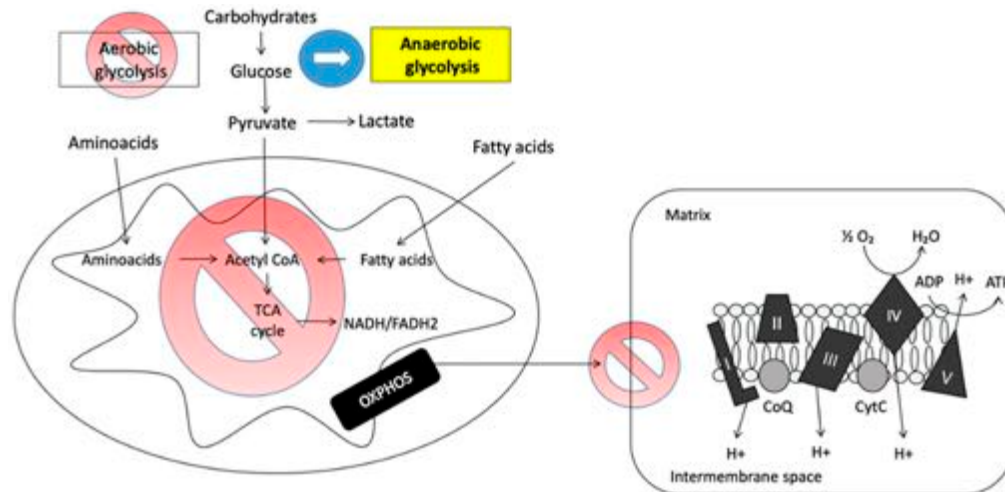 Carbohydrates
Aerobic
glycolysis
Anaerobic
glycolysis
Glucose
Pyruvate
Lactate
Aminoacids
Fatty acids
Aminoacids
Acetyl CoA
Fatty acids
TCA
cycle
NADH/FADH2
OXPHOS
Matrix
½ O₂
H₂O
ADP
H+
IV
II
III
I
V
CoQ
CytC
H+
H+
H+
Intermembrane space